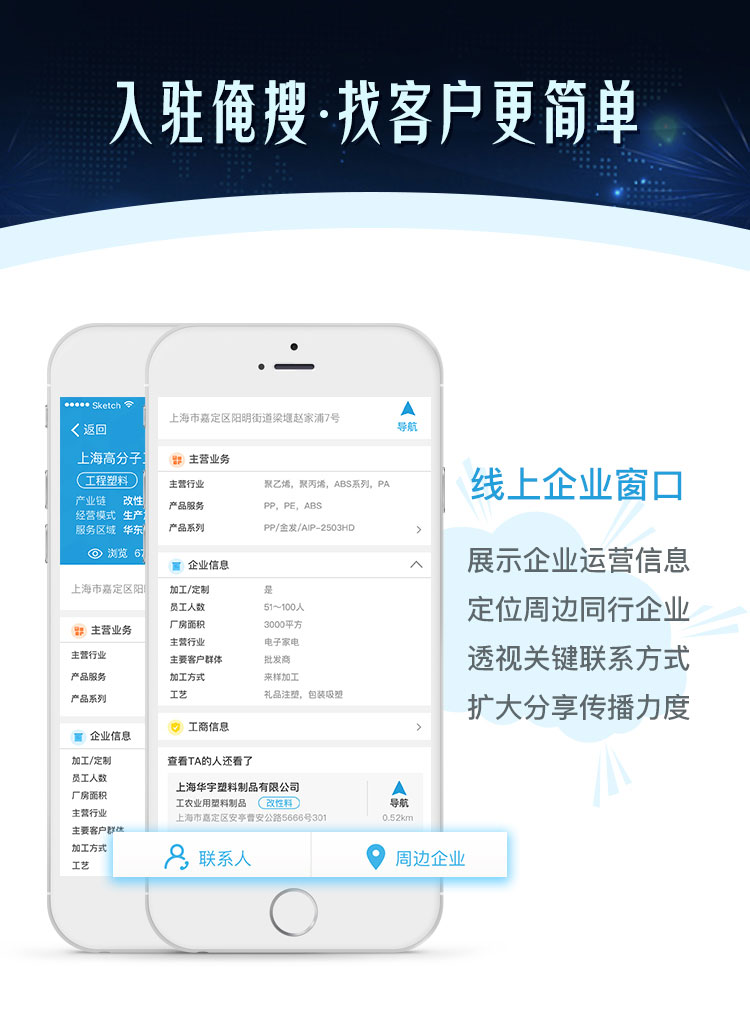 入驻俺搜·找客户更简单
Sketch
返回
上海高分子
工程塑料
产业链 改性
经营模式 生产
服务区域 华东
浏览 67
上海市嘉定区阳
主营业务
主营行业
产品服务
产品系列
企业信息
加工/定制
员工人数
厂房面积
主营行业
主要客户群体
加工方式
工艺
上海市嘉定区阳明街道梁堰赵家浦7号
导航
主营业务
主营行业 聚乙烯，聚丙烯，ABS系列，PA
产品服务 PP，PE，ABS
产品系列 PP/金发/AIP-2503HD
企业信息
加工/定制 是
员工人数 51～100人
厂房面积 3000平方
主营行业 电子家电
主要客户群体 批发商
加工方式 来样加工
工艺 礼品注塑，包装吸塑
工商信息
查看TA的人还看了
上海华宇塑料制品有限公司
工农业用塑料制品 改性料
上海市嘉定区安亭曹安公路5666号301
导航
0.52km
联系人
周边企业
线上企业窗口
展示企业运营信息
定位周边同行企业
透视关键联系方式
扩大分享传播力度